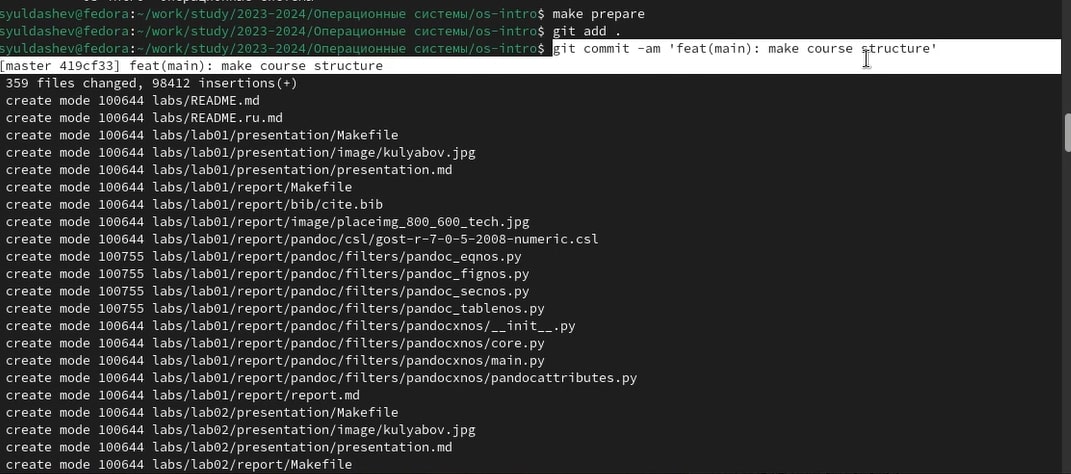 syuldashev@fedora:~/work/study/2023-2024/Операционные системы/os-intro$ make prepare
syuldashev@fedora:~/work/study/2023-2024/Операционные системы/os-intro$ git add .
syuldashev@fedora:~/work/study/2023-2024/Операционные системы/os-intro$ git commit -am 'feat(main): make course structure'
[master 419cf33] feat(main): make course structure
359 files changed, 98412 insertions(+)
create mode 100644 labs/README.md
create mode 100644 labs/README.ru.md
create mode 100644 labs/lab01/presentation/Makefile
create mode 100644 labs/lab01/presentation/image/kulyabov.jpg
create mode 100644 labs/lab01/presentation/presentation.md
create mode 100644 labs/lab01/report/Makefile
create mode 100644 labs/lab01/report/bib/cite.bib
create mode 100644 labs/lab01/report/image/placeimg_800_600_tech.jpg
create mode 100644 labs/lab01/report/pandoc/csl/gost-r-7-0-5-2008-numeric.csl
create mode 100755 labs/lab01/report/pandoc/filters/pandoc_eqnos.py
create mode 100755 labs/lab01/report/pandoc/filters/pandoc_fignos.py
create mode 100755 labs/lab01/report/pandoc/filters/pandoc_secnos.py
create mode 100755 labs/lab01/report/pandoc/filters/pandoc_tablenos.py
create mode 100644 labs/lab01/report/pandoc/filters/pandocxnos/__init__.py
create mode 100644 labs/lab01/report/pandoc/filters/pandocxnos/core.py
create mode 100644 labs/lab01/report/pandoc/filters/pandocxnos/main.py
create mode 100644 labs/lab01/report/pandoc/filters/pandocxnos/pandocattributes.py
create mode 100644 labs/lab01/report/report.md
create mode 100644 labs/lab02/presentation/Makefile
create mode 100644 labs/lab02/presentation/image/kulyabov.jpg
create mode 100644 labs/lab02/presentation/presentation.md
create mode 100644 labs/lab02/report/Makefile